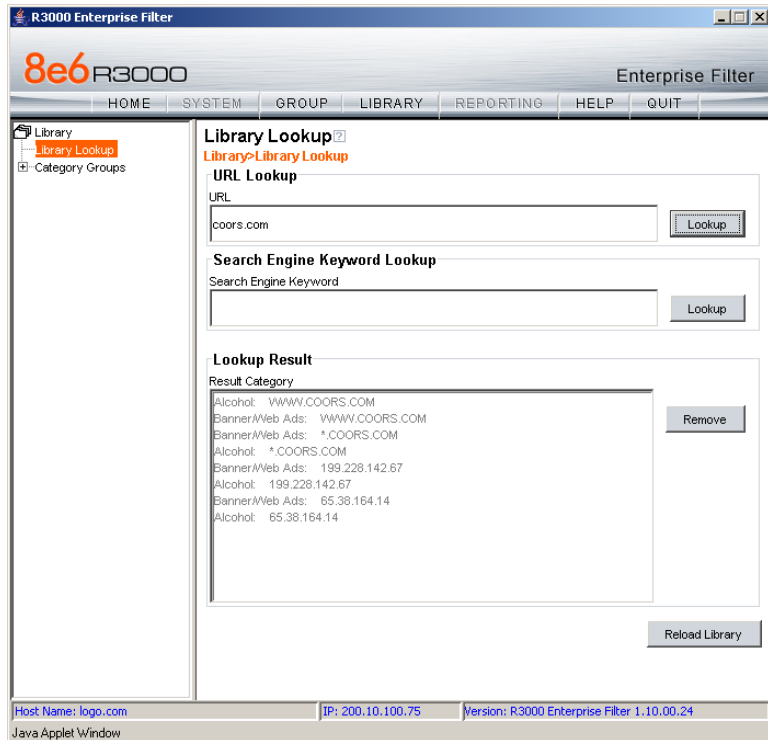 R3000 Enterprise Filter
8e6 R3000
Enterprise Filter
HOME SYSTEM GROUP LIBRARY REPORTING HELP QUIT
Library
Library Lookup
Category Groups
Library Lookup?
Library>Library Lookup
URL Lookup
URL
coors.com
Lookup
Search Engine Keyword Lookup
Search Engine Keyword
Lookup
Lookup Result
Result Category
Alcohol: WWW.COORS.COM
Banner/Web Ads: WWW.COORS.COM
Banner/Web Ads: *.COORS.COM
Alcohol: *.COORS.COM
Banner/Web Ads: 199.228.142.67
Alcohol: 199.228.142.67
Banner/Web Ads: 65.38.164.14
Alcohol: 65.38.164.14
Remove
Reload Library
Host Name: logo.com IP: 200.10.100.75 Version: R3000 Enterprise Filter 1.10.00.24
Java Applet Window